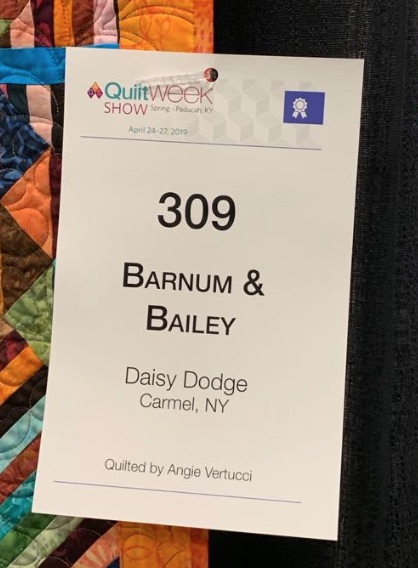 QuiltWEEK
SHOW Spring - Paducah, KY
April 24-27, 2019
309
BARNUM &
BAILEY
Daisy Dodge
Carmel, NY
Quilted by Angie Vertucci